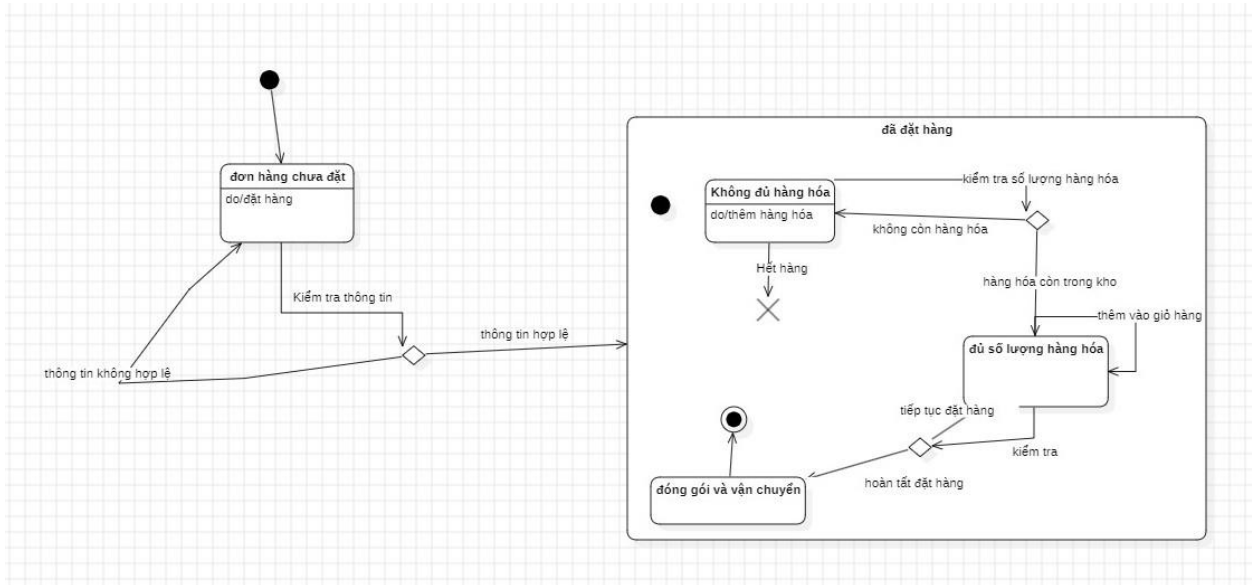 đã đặt hàng
đơn hàng chưa đặt
do/đặt hàng
Kiểm tra thông tin
thông tin hợp lệ
thông tin không hợp lệ
Không đủ hàng hóa
do/thêm hàng hóa
kiểm tra số lượng hàng hóa
không còn hàng hóa
Hết hàng
hàng hóa còn trong kho
thêm vào giỏ hàng
đủ số lượng hàng hóa
tiếp tục đặt hàng
kiểm tra
hoàn tất đặt hàng
đóng gói và vận chuyển